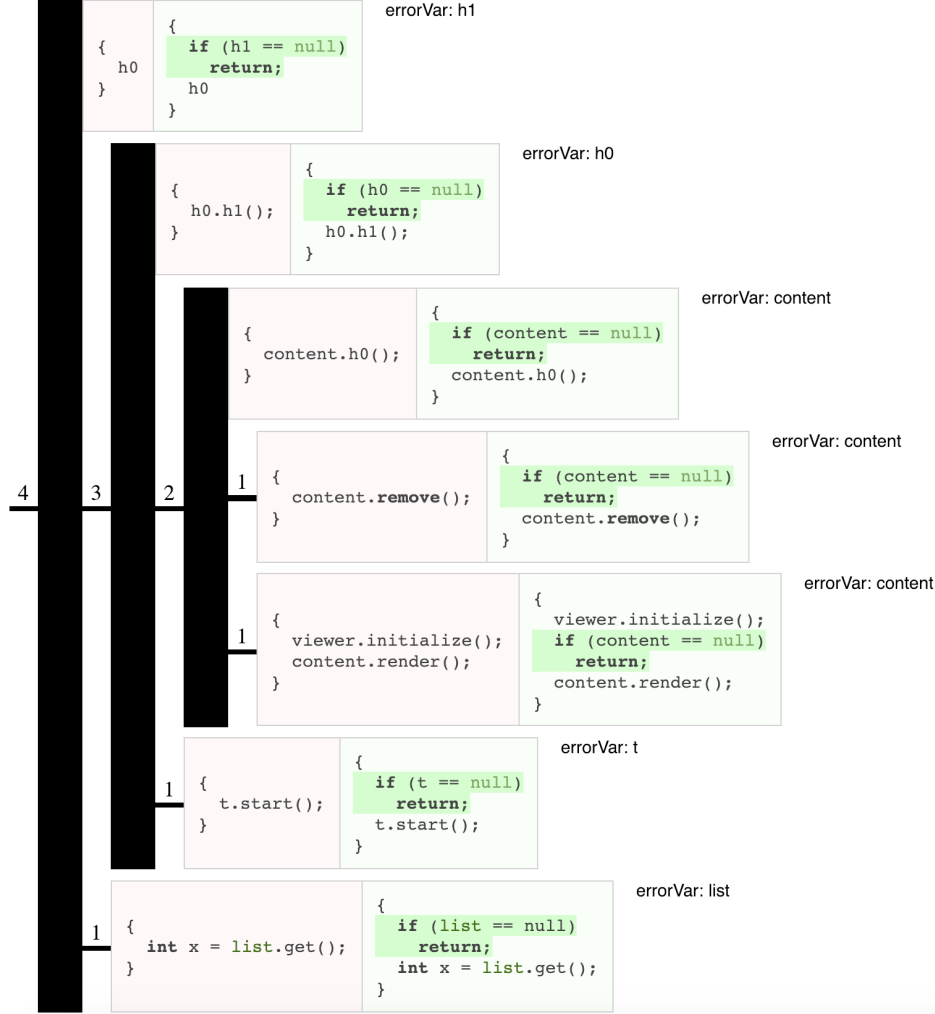 errorVar: h1
{
h0
}
{
if (h1 == null)
return;
h0
}
errorVar: h0
{
h0.h1();
}
{
if (h0 == null)
return;
h0.h1();
}
errorVar: content
{
content.h0();
}
{
if (content == null)
return;
content.h0();
}
errorVar: content
4
3
2
1
{
content.remove();
}
{
if (content == null)
return;
content.remove();
}
errorVar: content
1
{
viewer.initialize();
content.render();
}
{
viewer.initialize();
if (content == null)
return;
content.render();
}
errorVar: t
1
{
t.start();
}
{
if (t == null)
return;
t.start();
}
errorVar: list
1
{
int x = list.get();
}
{
if (list == null)
return;
int x = list.get();
}